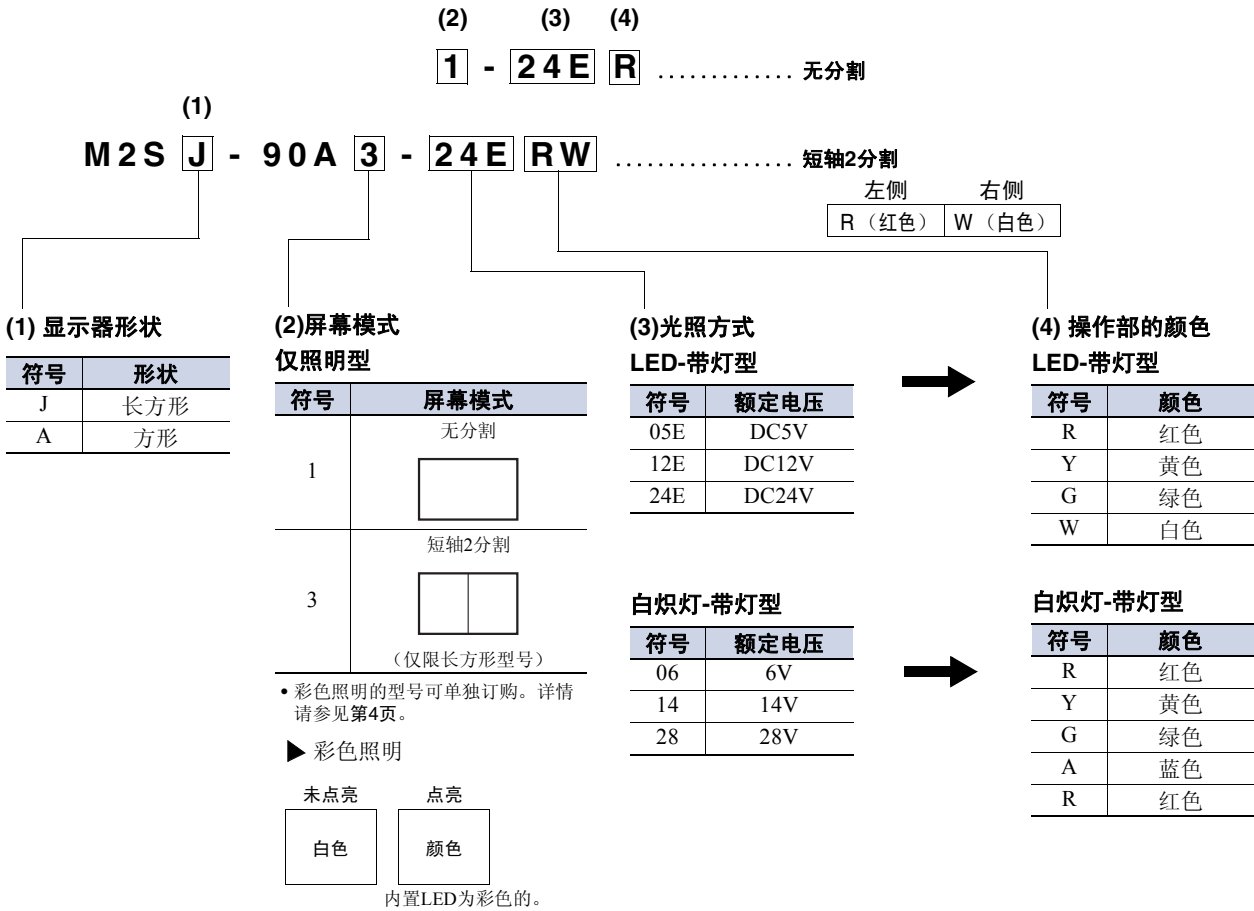 (2) (3) (4)
1 - 24E R ............. 无分割
(1)
M2S J - 90A 3 - 24E RW ................. 短轴2分割
左侧 右侧
R（红色） W（白色）
(1) 显示器形状
符号 形状
J 长方形
A 方形
(2)屏幕模式
仅照明型
符号 屏幕模式
无分割
1
短轴2分割
3
（仅限长方形型号）
• 彩色照明的型号可单独订购。详情
请参见第4页。
▶ 彩色照明
未点亮 点亮
白色 颜色
内置LED为彩色的。
(3)光照方式
LED-带灯型
符号 额定电压
05E DC5V
12E DC12V
24E DC24V
白炽灯-带灯型
符号 额定电压
06 6V
14 14V
28 28V
(4) 操作部的颜色
LED-带灯型
符号 颜色
R 红色
Y 黄色
G 绿色
W 白色
白炽灯-带灯型
符号 颜色
R 红色
Y 黄色
G 绿色
A 蓝色
R 红色